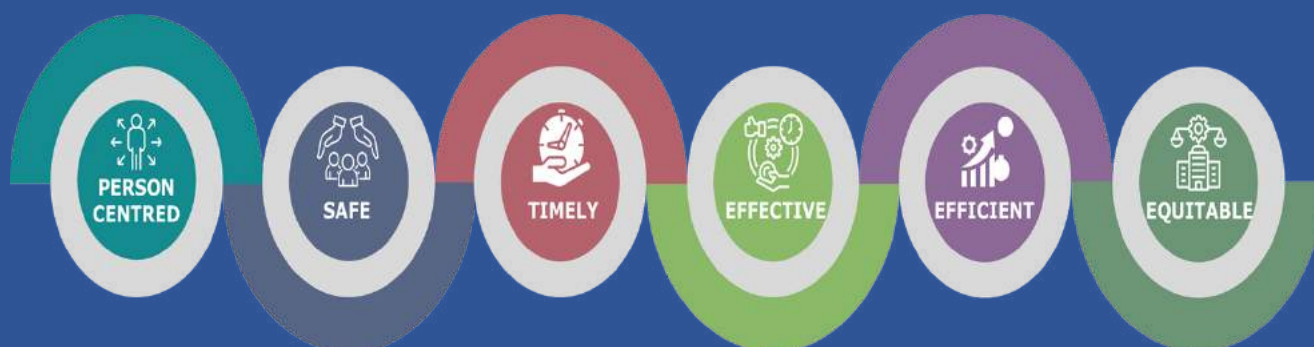 PERSON
CENTRED
SAFE
TIMELY
EFFECTIVE
EFFICIENT
EQUITABLE